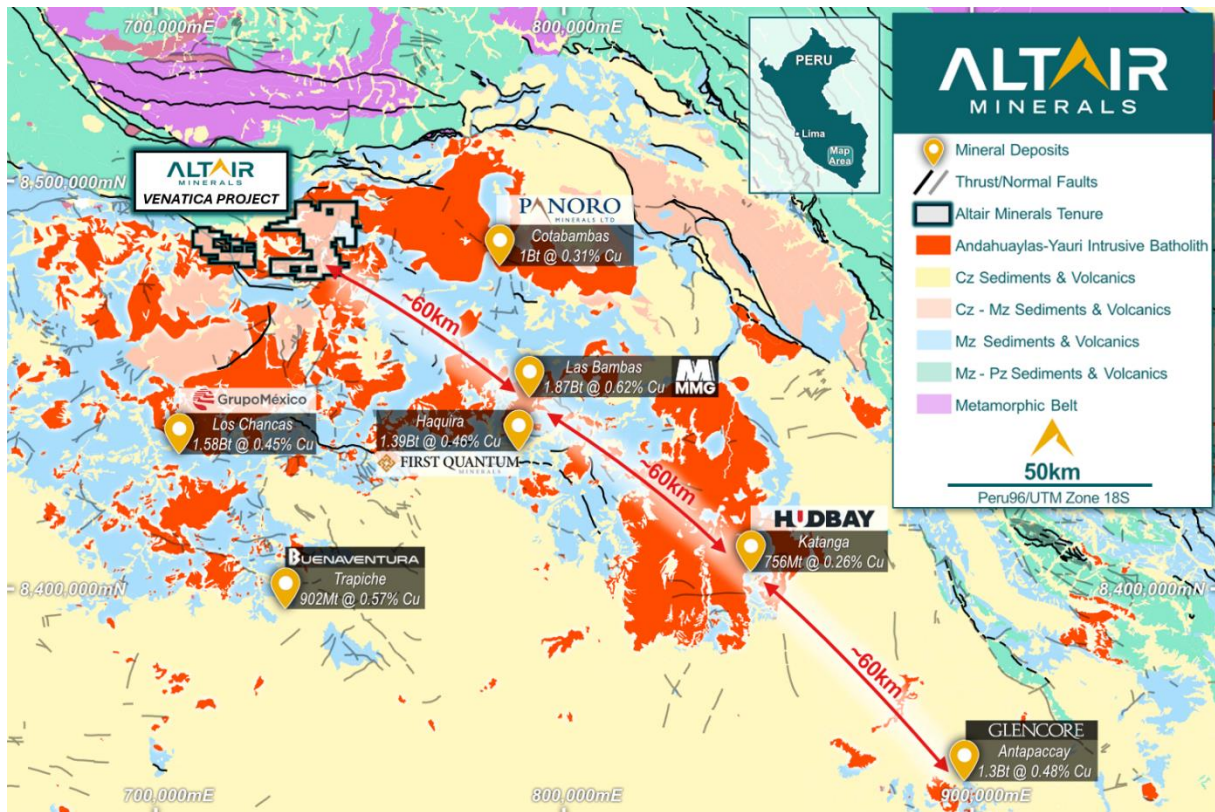 700,000mE
800,000mE
8,500,000mN
ALTAIR
MINERALS
VENATICA PROJECT
PERU
Lima
Map
Area
ALTAIR
MINERALS
Mineral Deposits
Thrust/Normal Faults
Altair Minerals Tenure
Andahuaylas-Yauri Intrusive Batholith
Cz Sediments & Volcanics
Cz - Mz Sediments & Volcanics
Mz Sediments & Volcanics
Mz - Pz Sediments & Volcanics
Metamorphic Belt
50km
Peru96/UTM Zone 18S
PANORO
MINERALS LTD
Cotabambas
1Bt @ 0.31% Cu
~60km
Las Bambas
1.87Bt @ 0.62% Cu
MMG
GrupoMéxico
Los Chancas
1.58Bt @ 0.45% Cu
Haquira
1.39Bt @ 0.46% Cu
FIRST QUANTUM
MINERALS
~60km
HUDBAY
Katanga
756Mt @ 0.26% Cu
BUENAVENTURA
Trapiche
902Mt @ 0.57% Cu
8,400,000mN
8,400,000mN
~60km
GLENCORE
Antapaccay
1.3Bt @ 0.48% Cu
700,000mE
800,000mE
900,000mE